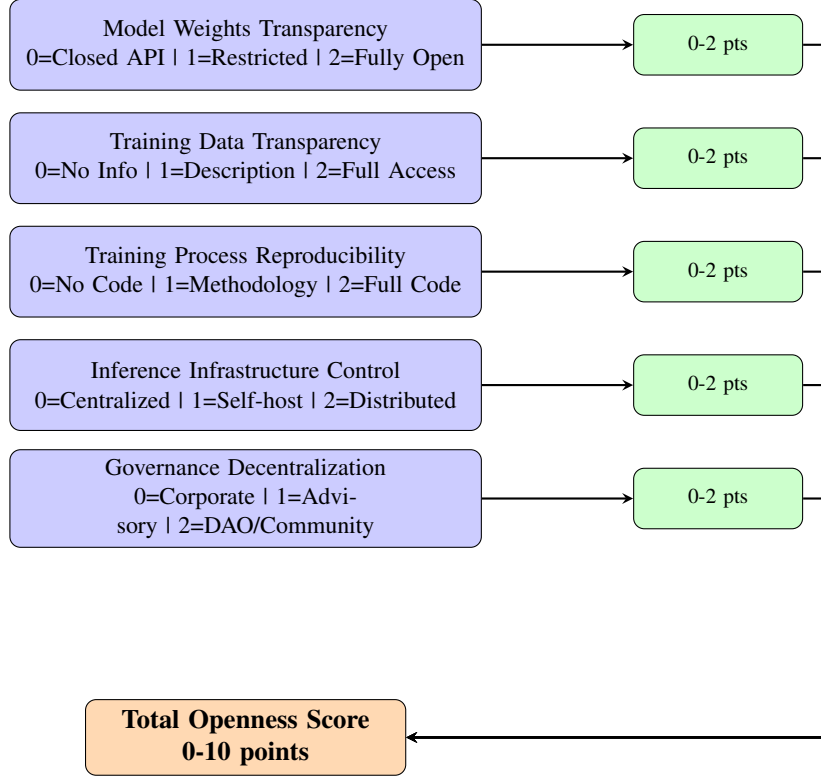 Model Weights Transparency
0=Closed API | 1=Restricted | 2=Fully Open
0-2 pts
Training Data Transparency
0=No Info | 1=Description | 2=Full Access
0-2 pts
Training Process Reproducibility
0=No Code | 1=Methodology | 2=Full Code
0-2 pts
Inference Infrastructure Control
0=Centralized | 1=Self-host | 2=Distributed
0-2 pts
Governance Decentralization
0=Corporate | 1=Advi-
sory | 2=DAO/Community
0-2 pts
Total Openness Score
0-10 points